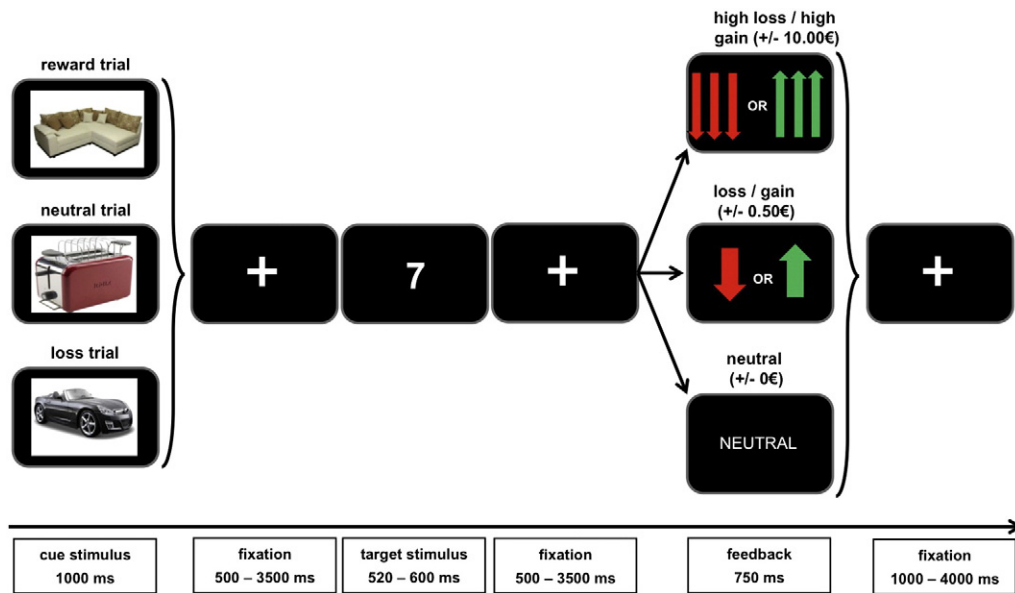 high loss / high
gain (+/- 10.00€)
reward trial
OR
neutral trial
loss / gain
(+/- 0.50€)
+
7
+
OR
+
loss trial
neutral
(+/- 0€)
NEUTRAL
cue stimulus
1000 ms
fixation
500 – 3500 ms
target stimulus
520 – 600 ms
fixation
500 – 3500 ms
feedback
750 ms
fixation
1000 – 4000 ms